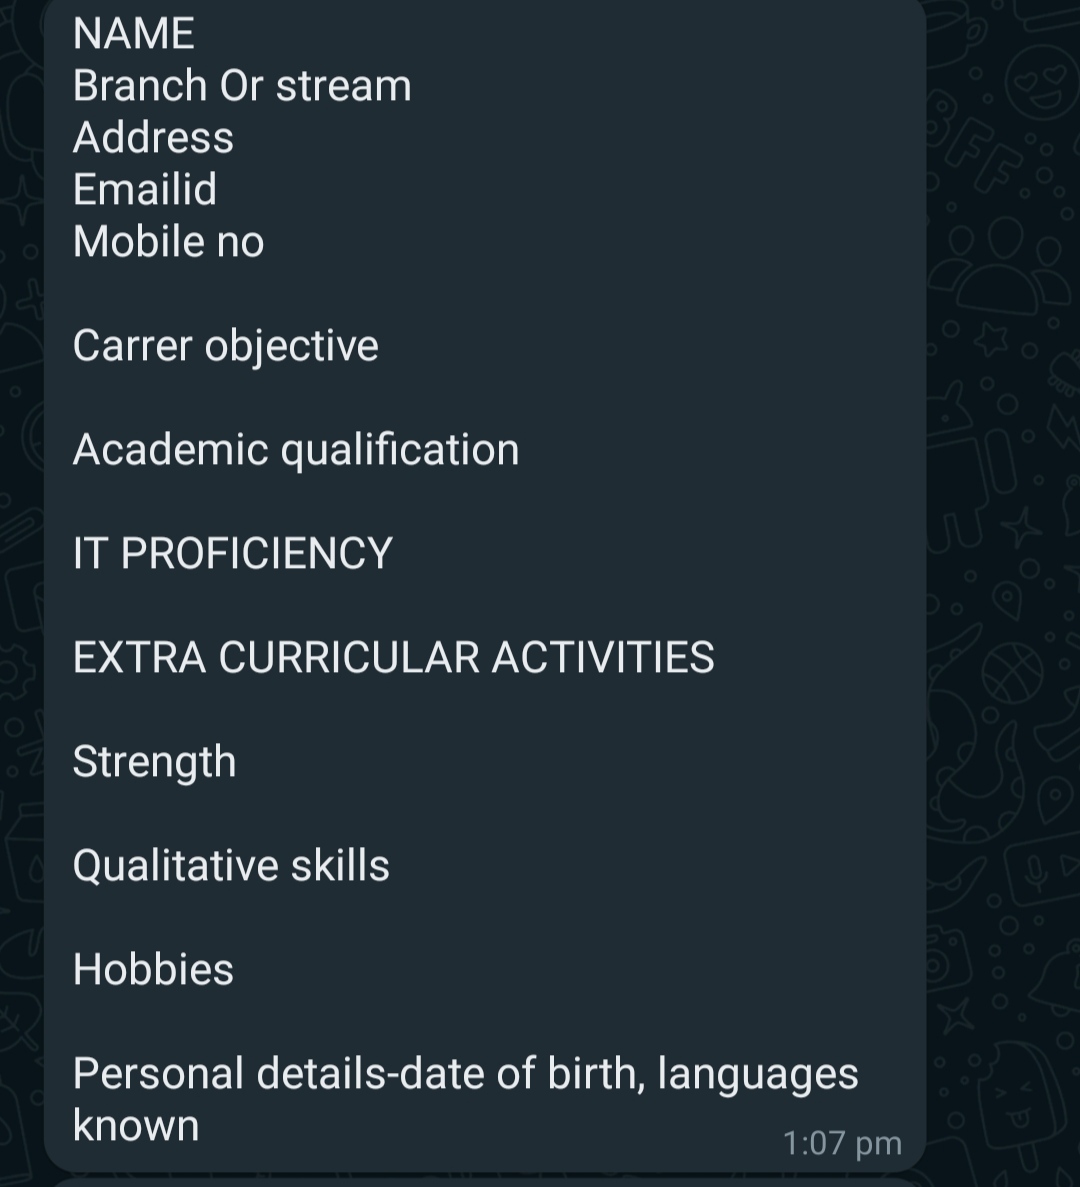 NAME
Branch Or stream
Address
Emailid
Mobile no
Carrer objective
Academic qualification
IT PROFICIENCY
EXTRA CURRICULAR ACTIVITIES
Strength
Qualitative skills
Hobbies
Personal details-date of birth, languages
known
1:07 pm
BFF